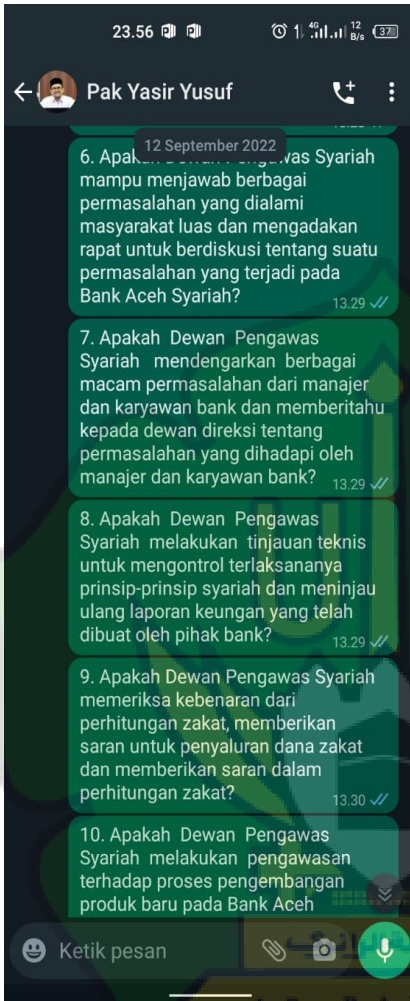 23.56
4G
12
B/s
37
Pak Yasir Yusuf
12 September 2022
6. Apak Dewan Pengawas Syariah
mampu menjawab berbagai
permasalahan yang dialami
masyarakat luas dan mengadakan
rapat untuk berdiskusi tentang suatu
permasalahan yang terjadi pada
Bank Aceh Syariah?
13.29
7. Apakah Dewan Pengawas
Syariah mendengarkan berbagai
macam permasalahan dari manajer
dan karyawan bank dan memberitahu
kepada dewan direksi tentang
permasalahan yang dihadapi oleh
manajer dan karyawan bank?
13.29
8. Apakah Dewan Pengawas
Syariah melakukan tinjauan teknis
untuk mengontrol terlaksananya
prinsip-prinsip syariah dan meninjau
ulang laporan keungan yang telah
dibuat oleh pihak bank?
13.29
9. Apakah Dewan Pengawas Syariah
memeriksa kebenaran dari
perhitungan zakat, memberikan
saran untuk penyaluran dana zakat
dan memberikan saran dalam
perhitungan zakat?
13.30
10. Apakah Dewan Pengawas
Syariah melakukan pengawasan
terhadap proses pengembangan
produk baru pada Bank Aceh
Ketik pesan